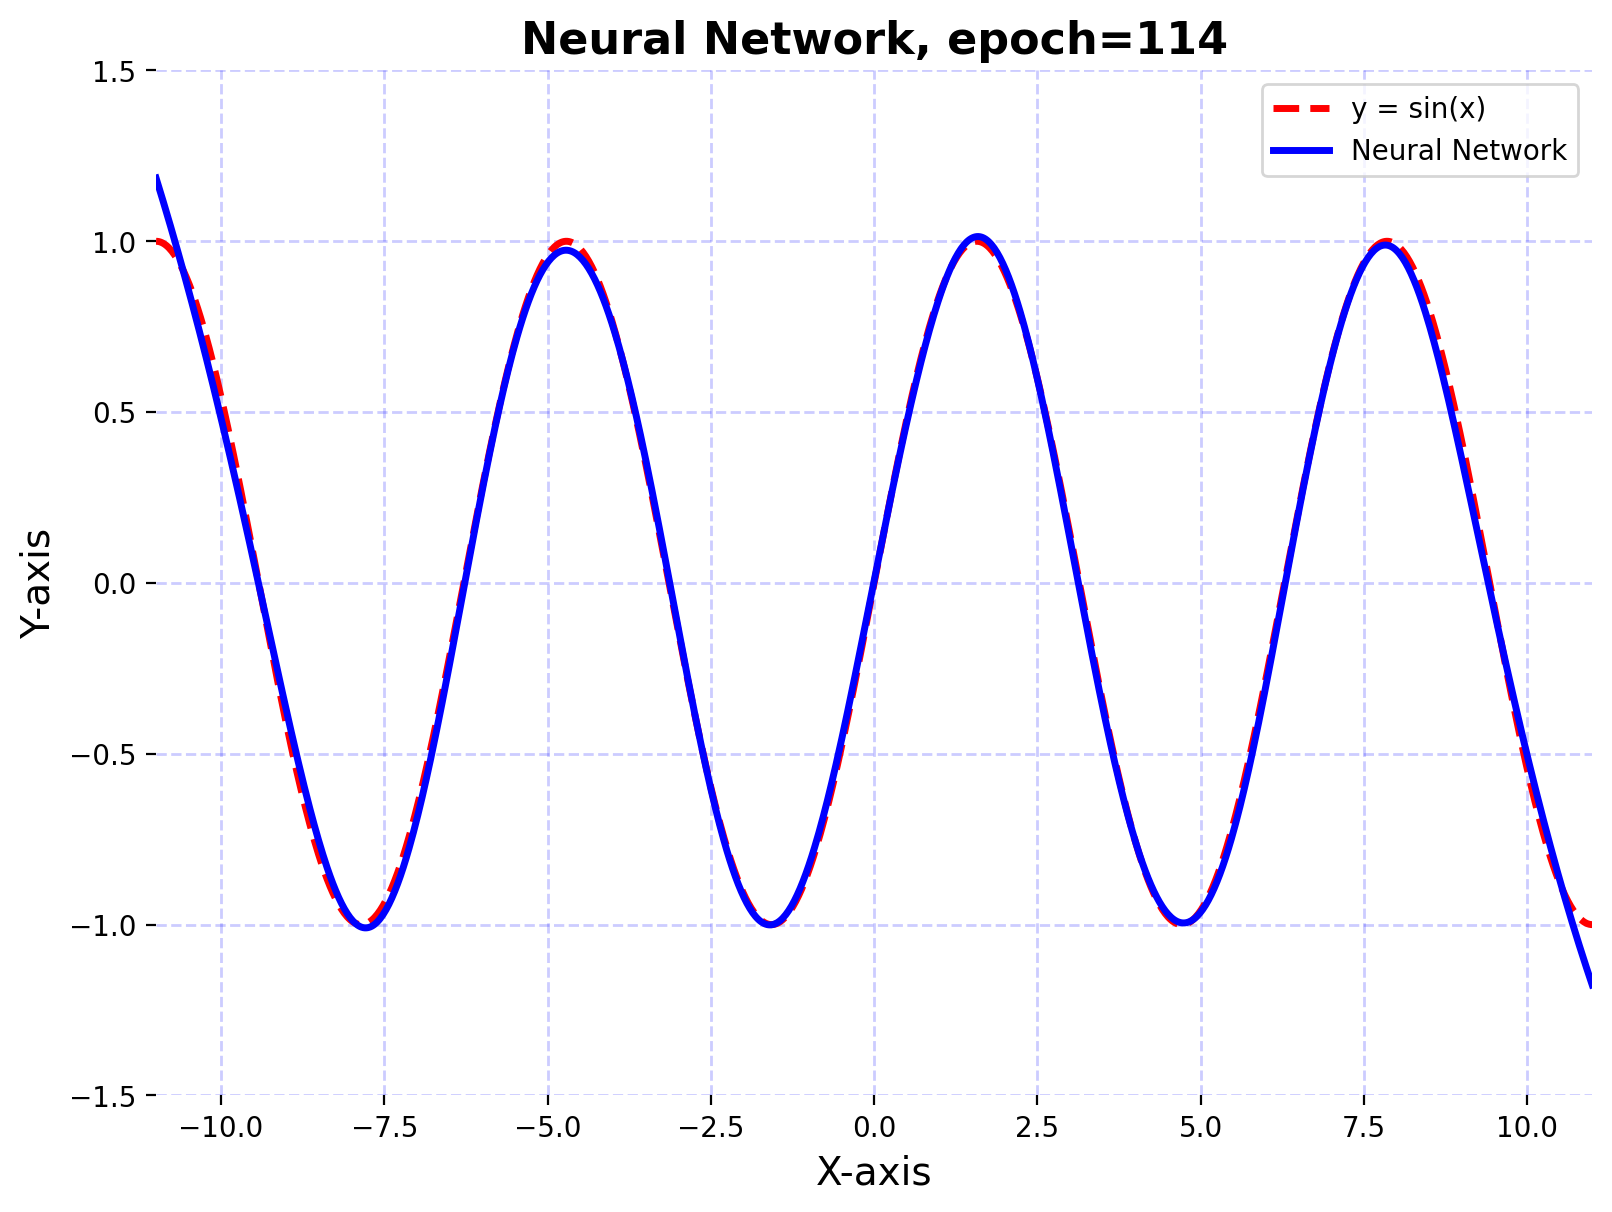 Neural Network, epoch=114
1.5
y = sin(x)
Neural Network
1.0
0.5
0.0
−0.5
−1.0
−1.5
Y-axis
−10.0 −7.5 −5.0 −2.5 0.0 2.5 5.0 7.5 10.0
X-axis